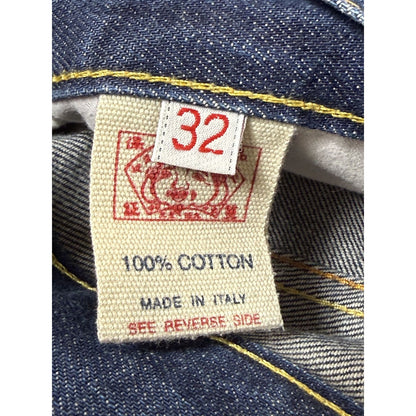 32
100% COTTON
MADE IN ITALY
SEE REVERSE SIDE